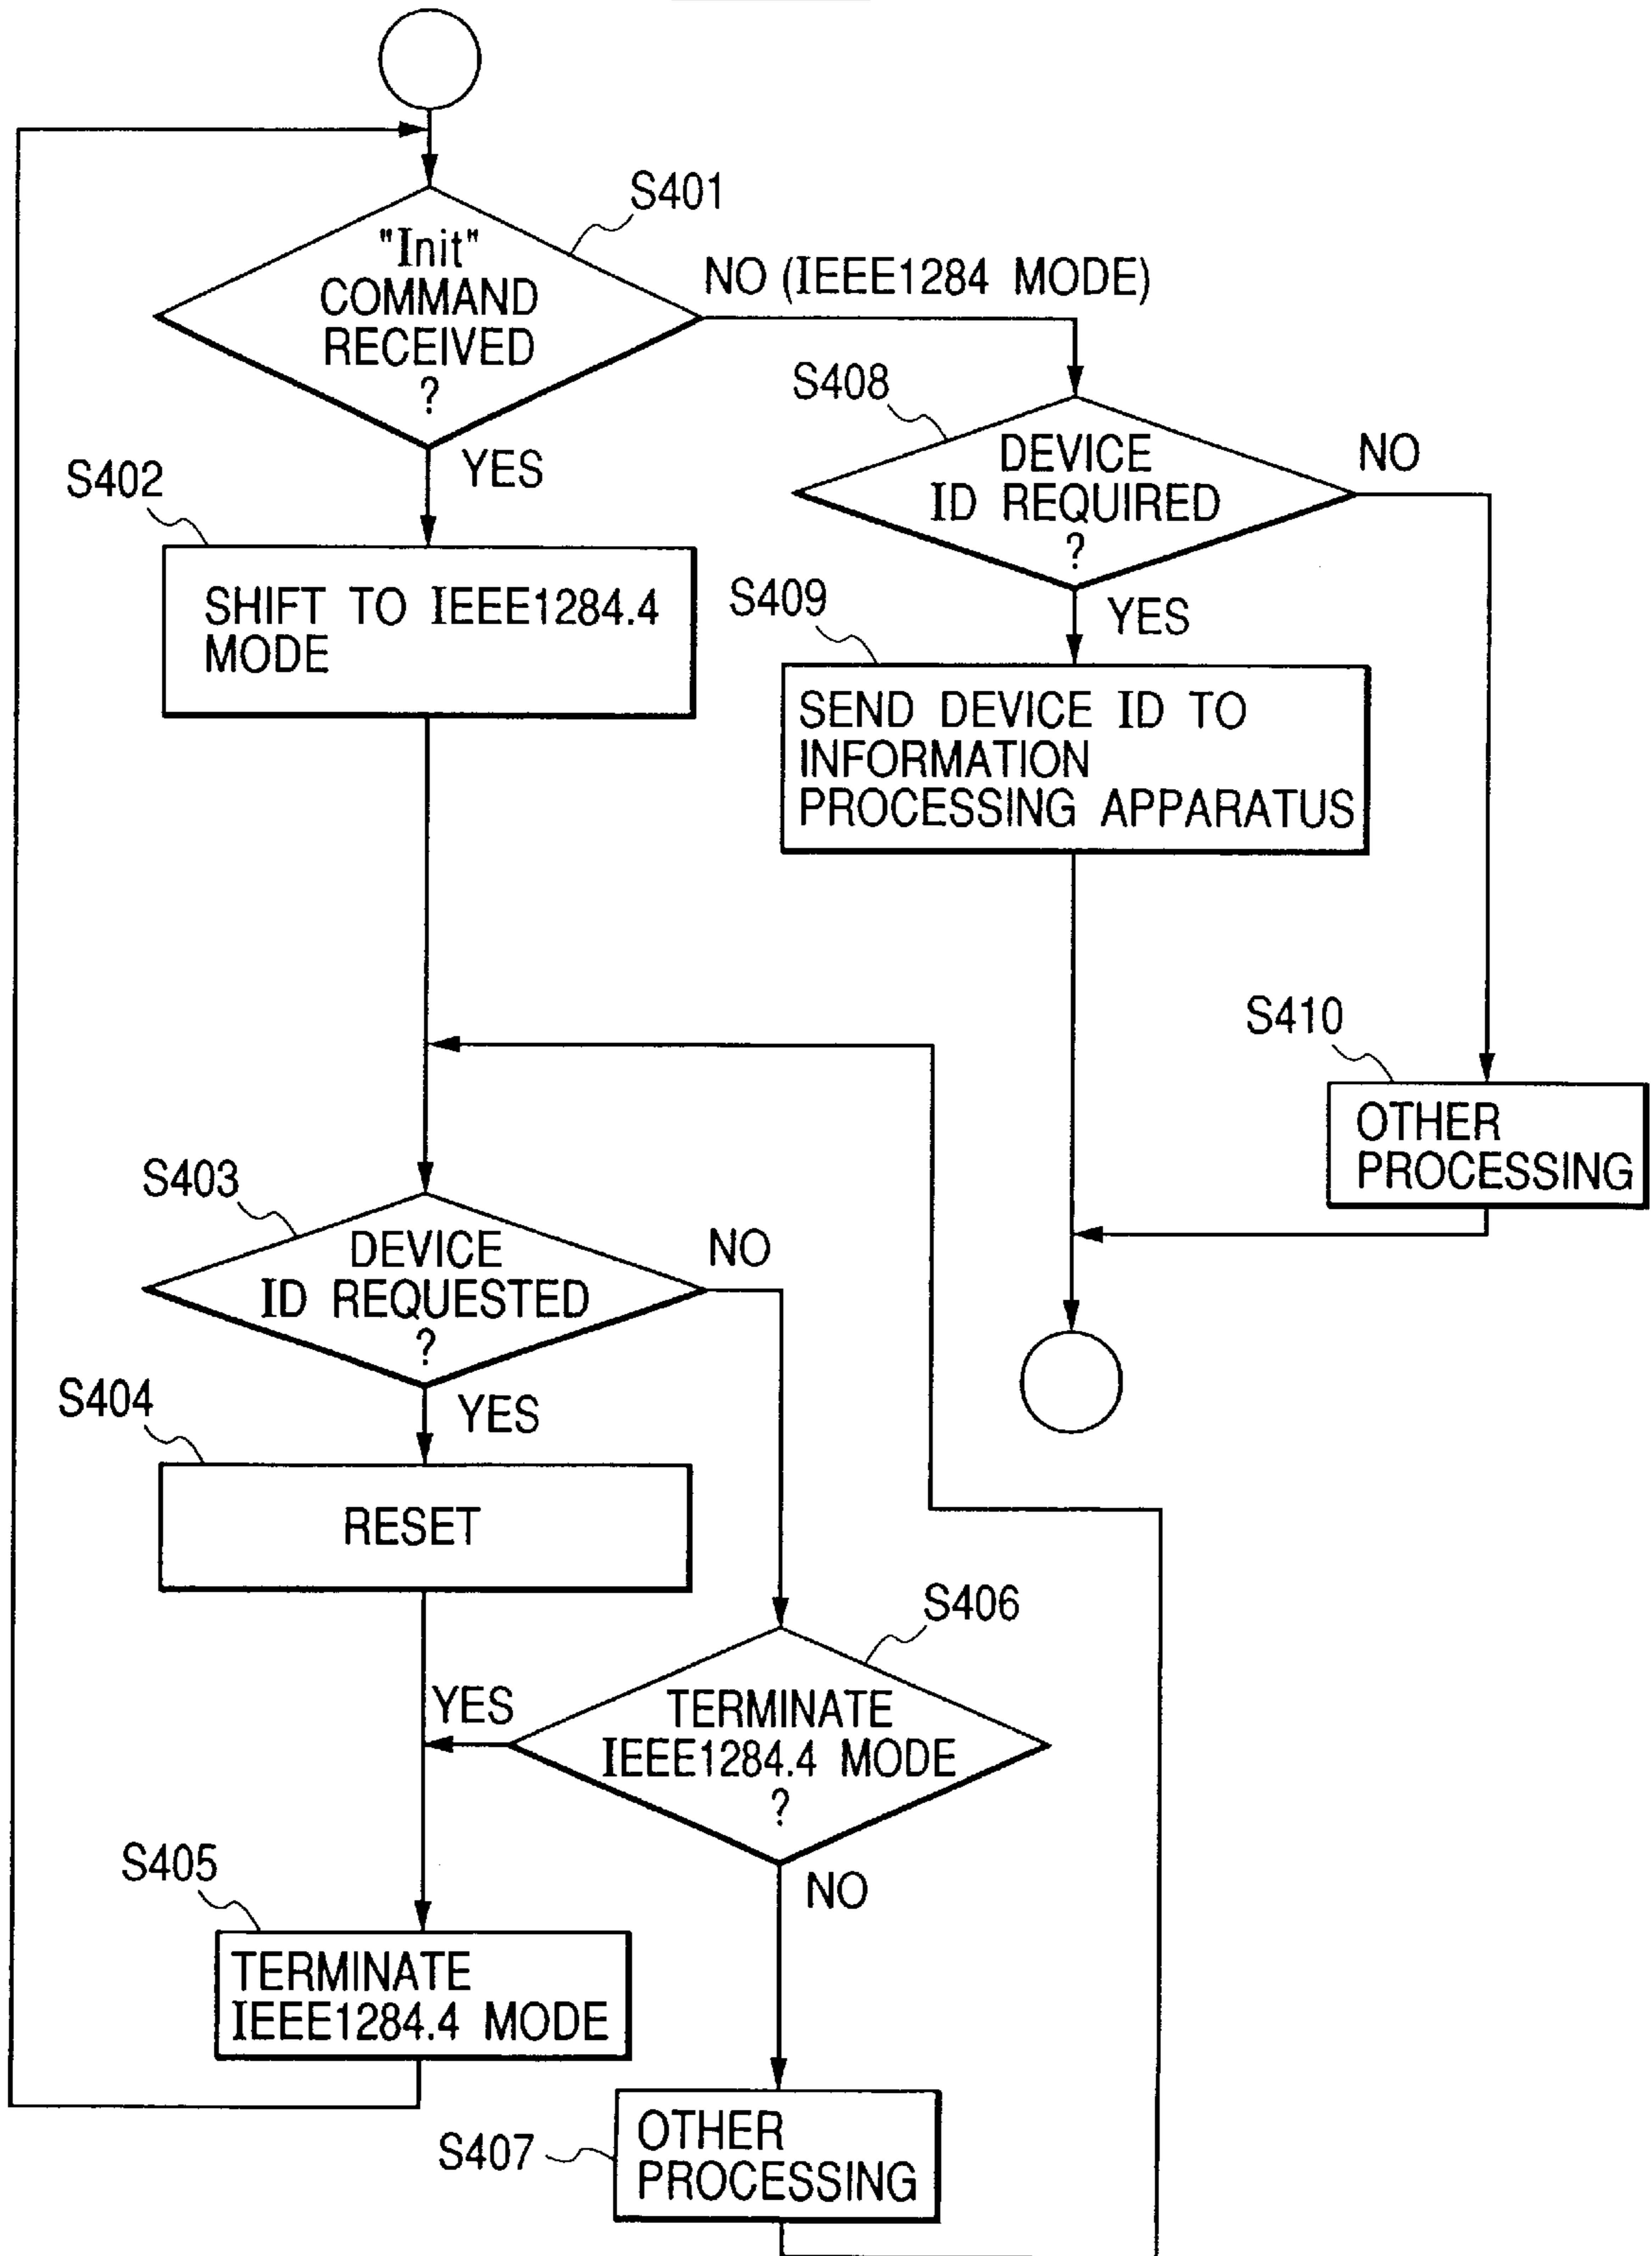 S401
"Init"
COMMAND
RECEIVED
?
NO (IEEE1284 MODE)
YES
S402
SHIFT TO IEEE1284.4
MODE
S408
DEVICE
ID REQUIRED
?
NO
YES
S409
SEND DEVICE ID TO
INFORMATION
PROCESSING APPARATUS
S410
OTHER
PROCESSING
S403
DEVICE
ID REQUESTED
?
NO
YES
S404
RESET
S406
TERMINATE
IEEE1284.4 MODE
?
YES
NO
S405
TERMINATE
IEEE1284.4 MODE
S407
OTHER
PROCESSING